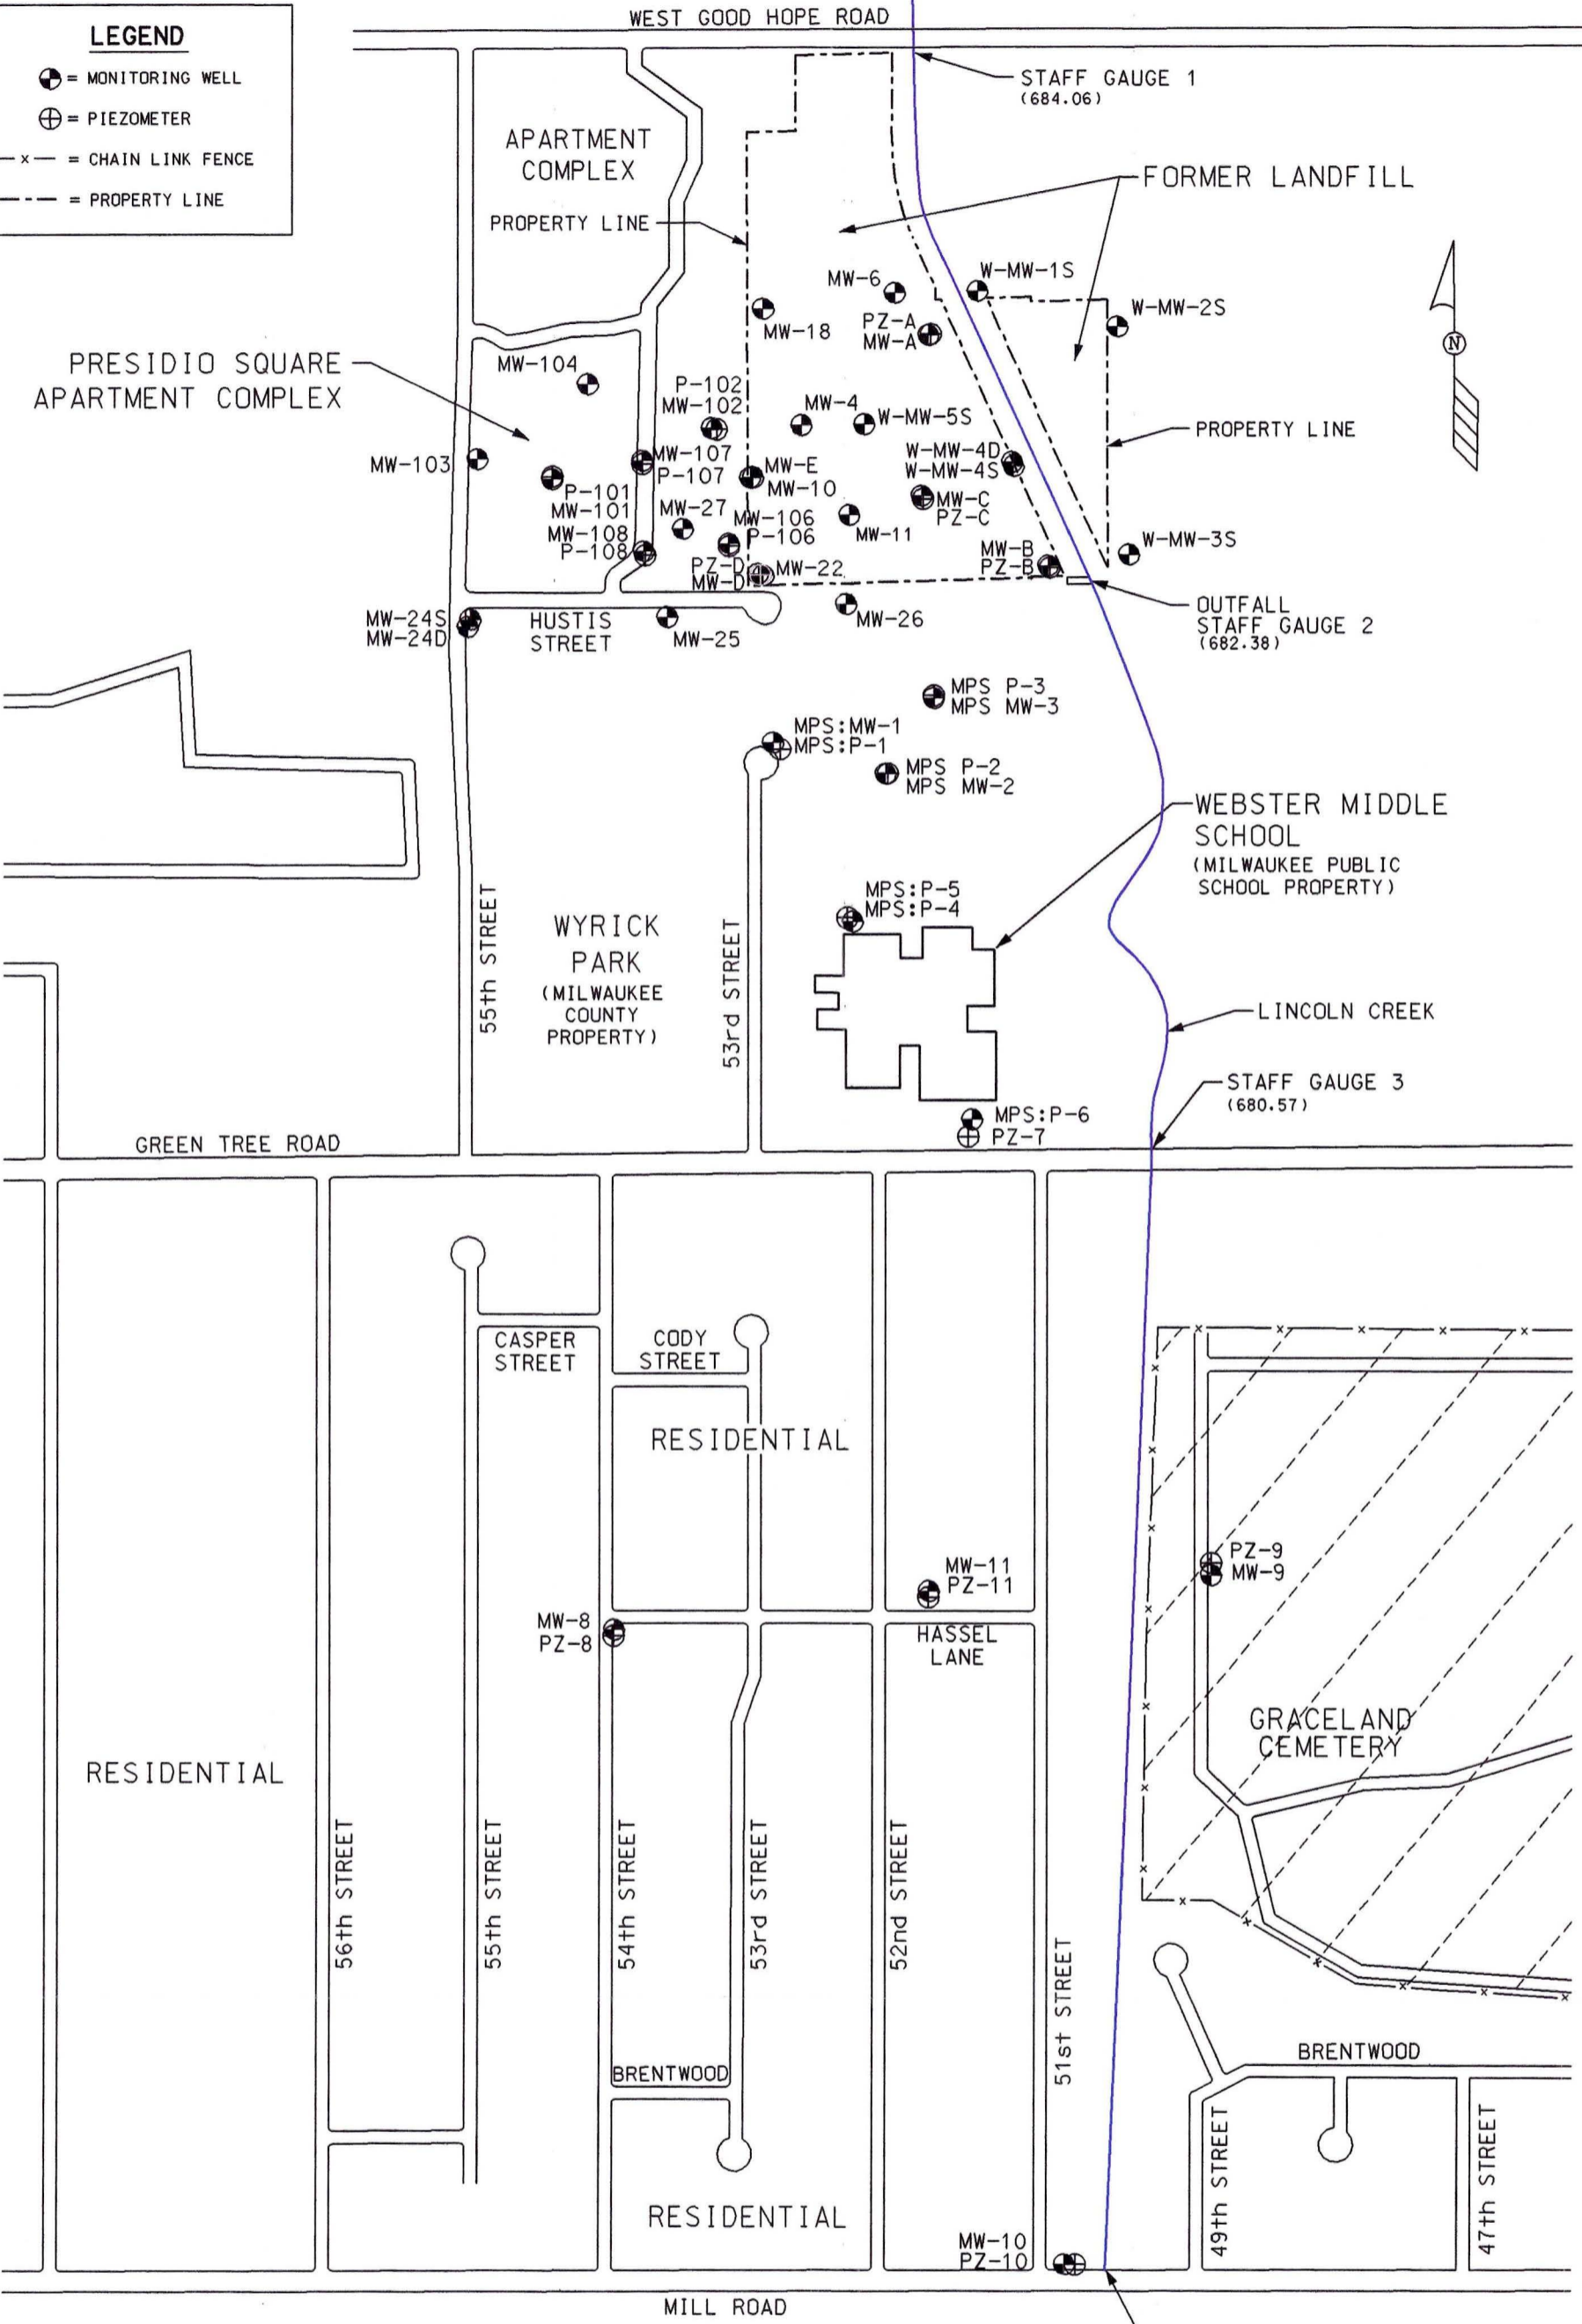 WEST GOOD HOPE ROAD
LEGEND
= MONITORING WELL
= PIEZOMETER
—x— = CHAIN LINK FENCE
= PROPERTY LINE
STAFF GAUGE 1
(684.06)
APARTMENT
COMPLEX
FORMER LANDFILL
PROPERTY LINE
MW-6
W-MW-1S
W-MW-2S
MW-18
PZ-A
MW-A
N
PRESIDIO SQUARE
APARTMENT COMPLEX
MW-104
P-102
MW-102
MW-4
W-MW-5S
PROPERTY LINE
MW-103
MW-107
P-107
W-MW-4D
W-MW-4S
MW-E
MW-10
P-101
MW-101
MW-27
MW-C
PZ-C
MW-106
P-106
MW-11
MW-108
P-108
W-MW-3S
MW-B
PZ-B
PZ-D
MW-D
MW-22
MW-24S
MW-24D
HUSTIS
STREET
MW-25
MW-26
OUTFALL
STAFF GAUGE 2
(682.38)
MPS P-3
MPS MW-3
MPS:MW-1
MPS:P-1
MPS P-2
MPS MW-2
WEBSTER MIDDLE
SCHOOL
(MILWAUKEE PUBLIC
SCHOOL PROPERTY)
MPS:P-5
MPS:P-4
55th STREET
WYRICK
PARK
(MILWAUKEE
COUNTY
PROPERTY)
53rd STREET
LINCOLN CREEK
STAFF GAUGE 3
(680.57)
MPS:P-6
PZ-7
GREEN TREE ROAD
CASPER
STREET
CODY
STREET
RESIDENTIAL
PZ-9
MW-9
MW-11
PZ-11
MW-8
PZ-8
HASSEL
LANE
GRACELAND
CEMETERY
RESIDENTIAL
56th STREET
55th STREET
54th STREET
53rd STREET
52nd STREET
51st STREET
BRENTWOOD
BRENTWOOD
49th STREET
47th STREET
RESIDENTIAL
MW-10
PZ-10
MILL ROAD